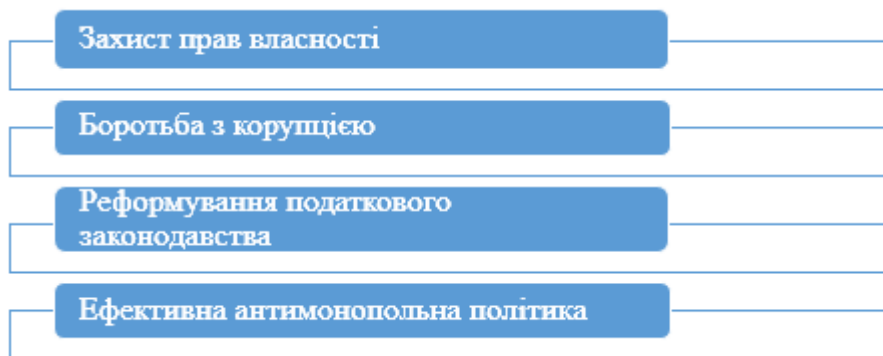 Захист прав власності
Боротьба з корупцією
Реформування податкового
законодавства
Ефективна антимонопольна політика